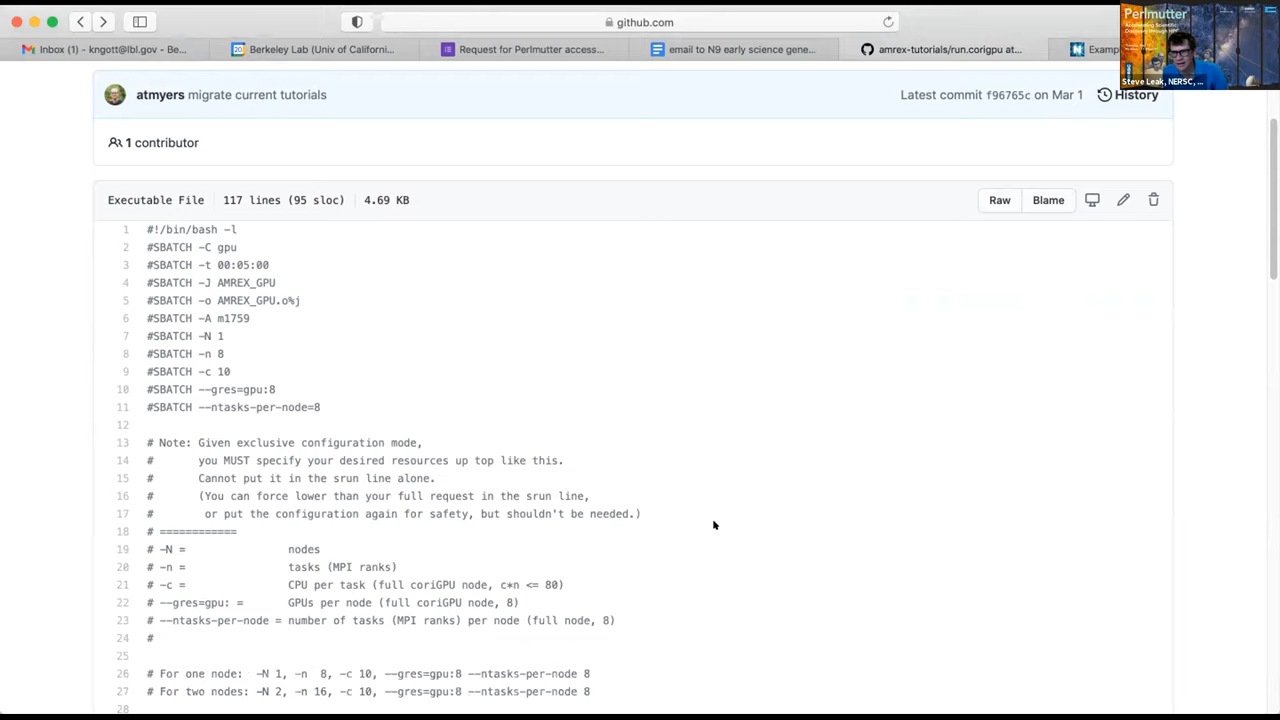 github.com
Inbox (1) - kngott@lbl.gov - Be...
Berkeley Lab (Univ of Californi...
Request for Perlmutter access...
email to N9 early science gene...
amrex-tutorials/run.corigpu at...
Examp
Perlmutter
Accelerating Scientific
Discovery through HPC
Steve Leak, NERSC, ...
atmyers migrate current tutorials
Latest commit f96765c on Mar 1
History
1 contributor
Executable File 117 lines (95 sloc) 4.69 KB
Raw Blame
1 #!/bin/bash -l
2 #SBATCH -C gpu
3 #SBATCH -t 00:05:00
4 #SBATCH -J AMREX_GPU
5 #SBATCH -o AMREX_GPU.o%j
6 #SBATCH -A m1759
7 #SBATCH -N 1
8 #SBATCH -n 8
9 #SBATCH -c 10
10 #SBATCH --gres=gpu:8
11 #SBATCH --ntasks-per-node=8
12
13 # Note: Given exclusive configuration mode,
14 # you MUST specify your desired resources up top like this.
15 # Cannot put it in the srun line alone.
16 # (You can force lower than your full request in the srun line,
17 # or put the configuration again for safety, but shouldn't be needed.)
18 # ============
19 # -N = nodes
20 # -n = tasks (MPI ranks)
21 # -c = CPU per task (full coriGPU node, c*n <= 80)
22 # --gres=gpu: = GPUs per node (full coriGPU node, 8)
23 # --ntasks-per-node = number of tasks (MPI ranks) per node (full node, 8)
24 #
25
26 # For one node: -N 1, -n 8, -c 10, --gres=gpu:8 --ntasks-per-node 8
27 # For two nodes: -N 2, -n 16, -c 10, --gres=gpu:8 --ntasks-per-node 8
28